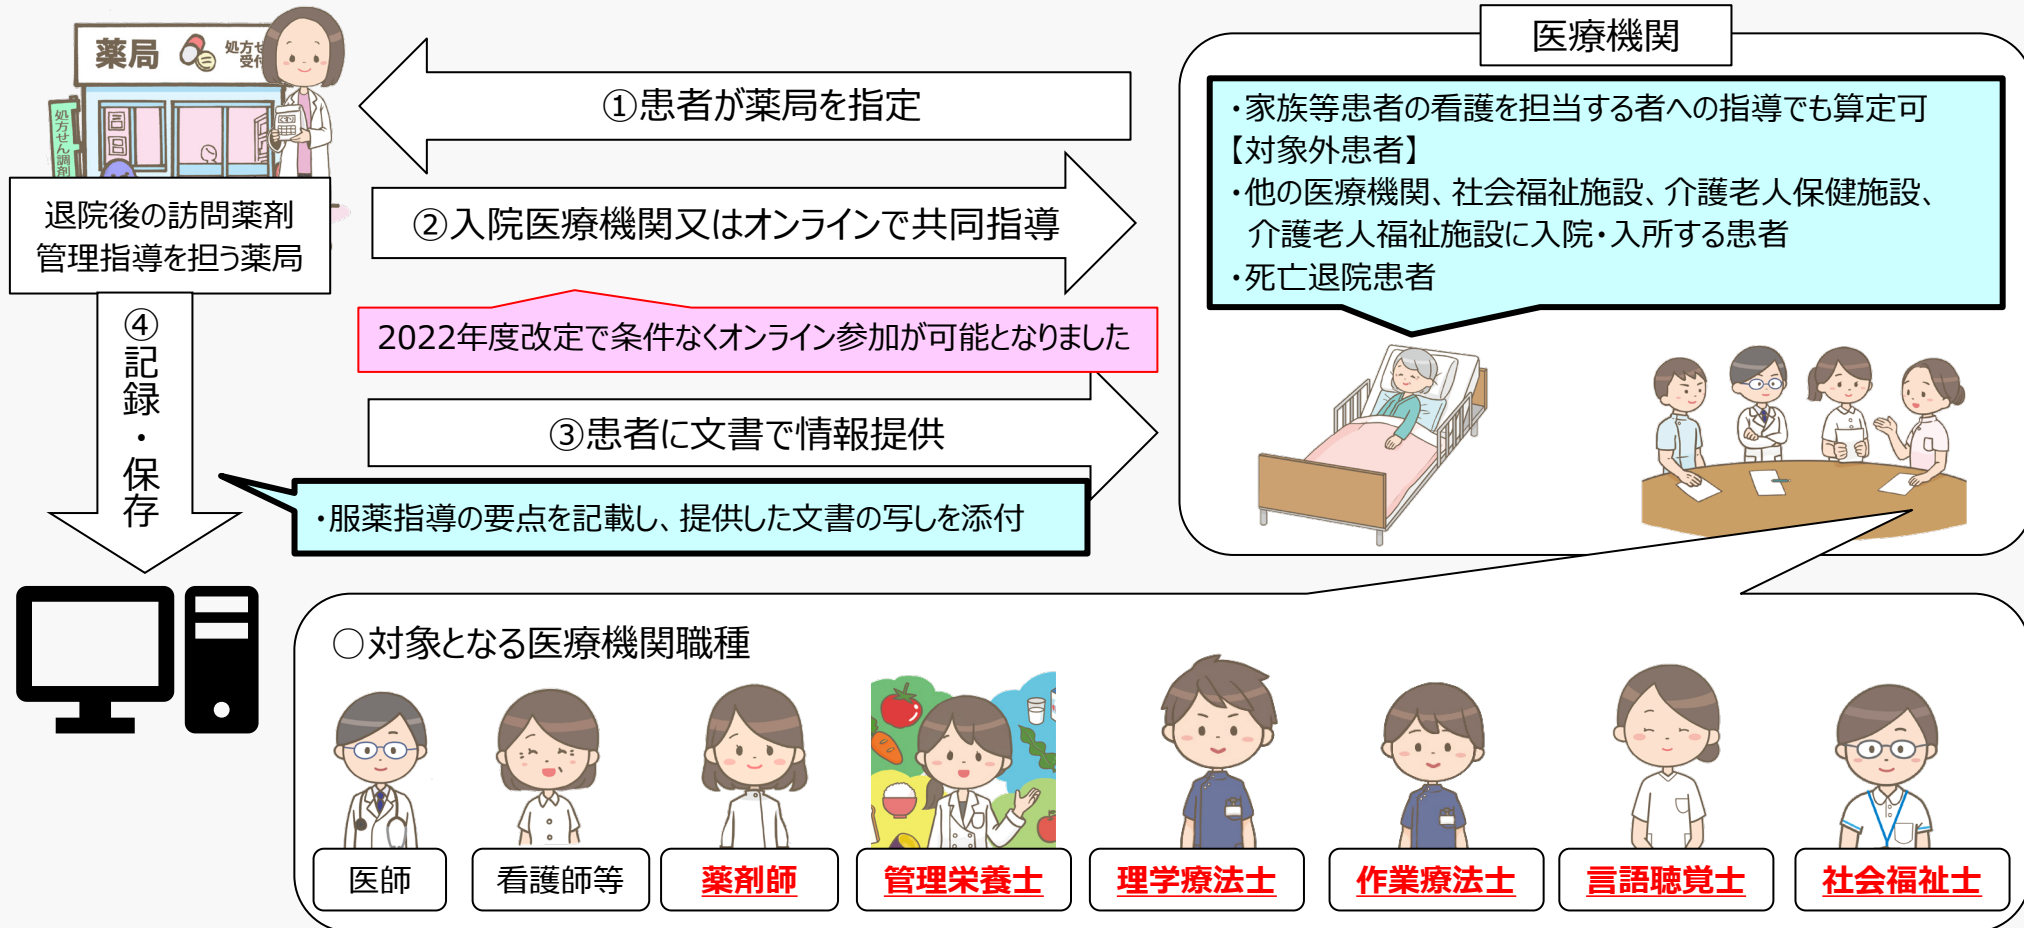 薬局
処方せ
受付
処方せん調剤
退院後の訪問薬剤
管理指導を担う薬局
①患者が薬局を指定
②入院医療機関又はオンラインで共同指導
2022年度改定で条件なくオンライン参加が可能となりました
③患者に文書で情報提供
④記録・保存
・服薬指導の要点を記載し、提供した文書の写しを添付
医療機関
・家族等患者の看護を担当する者への指導でも算定可
【対象外患者】
・他の医療機関、社会福祉施設、介護老人保健施設、
介護老人福祉施設に入院・入所する患者
・死亡退院患者
○対象となる医療機関職種
医師
看護師等
薬剤師
管理栄養士
理学療法士
作業療法士
言語聴覚士
社会福祉士